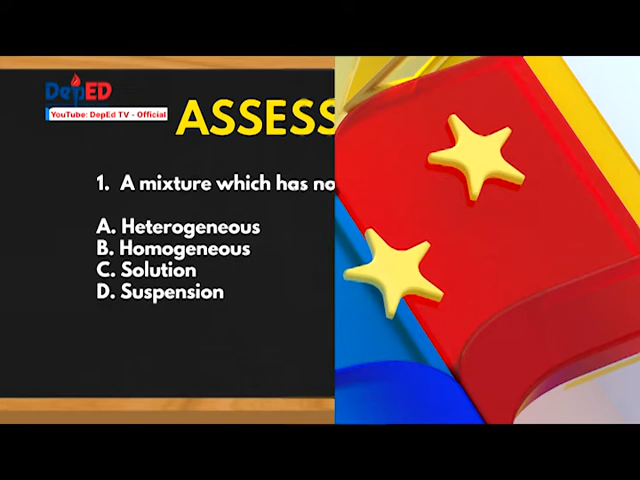 DepED
YouTube: DepEd TV - Official
ASSESS
1. A mixture which has no
A. Heterogeneous
B. Homogeneous
C. Solution
D. Suspension